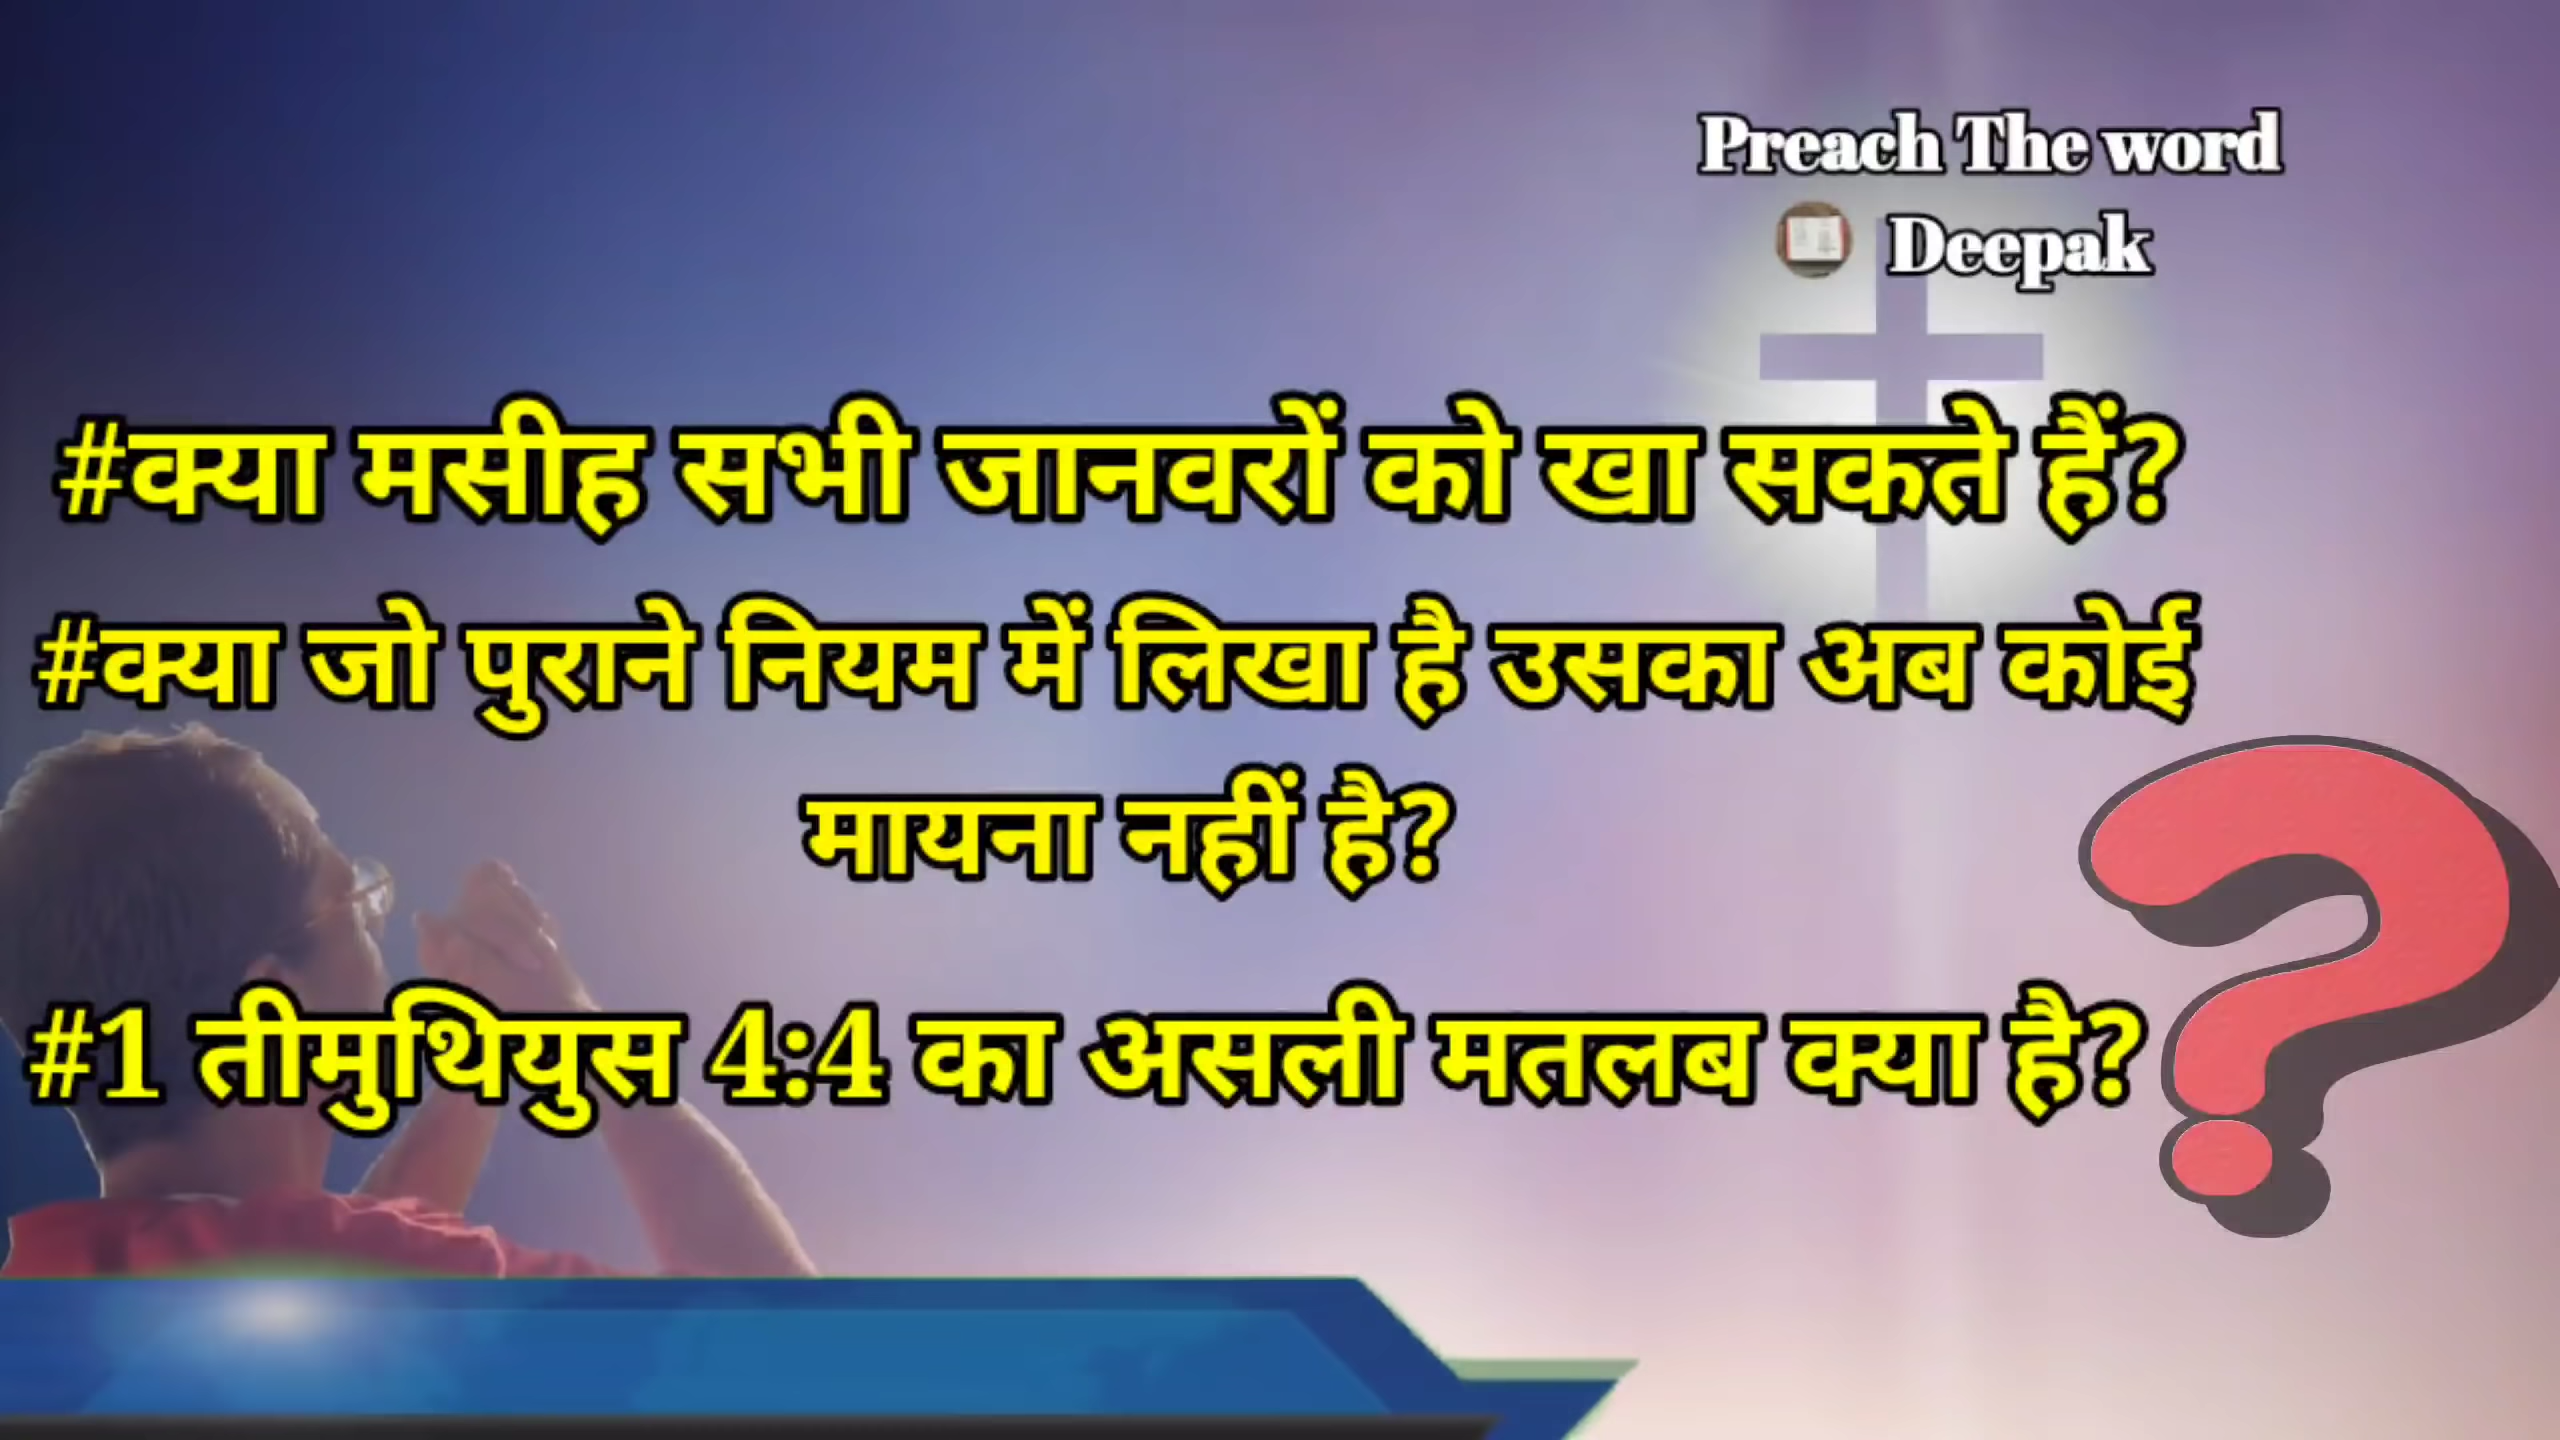 Preach The word
Deepak
#क्या मसीह सभी जानवरों को खा सकते हैं?
#क्या जो पुराने नियम में लिखा है उसका अब कोई
मायना नहीं है?
#1 तीमुथियुस 4:4 का असली मतलब क्या है?